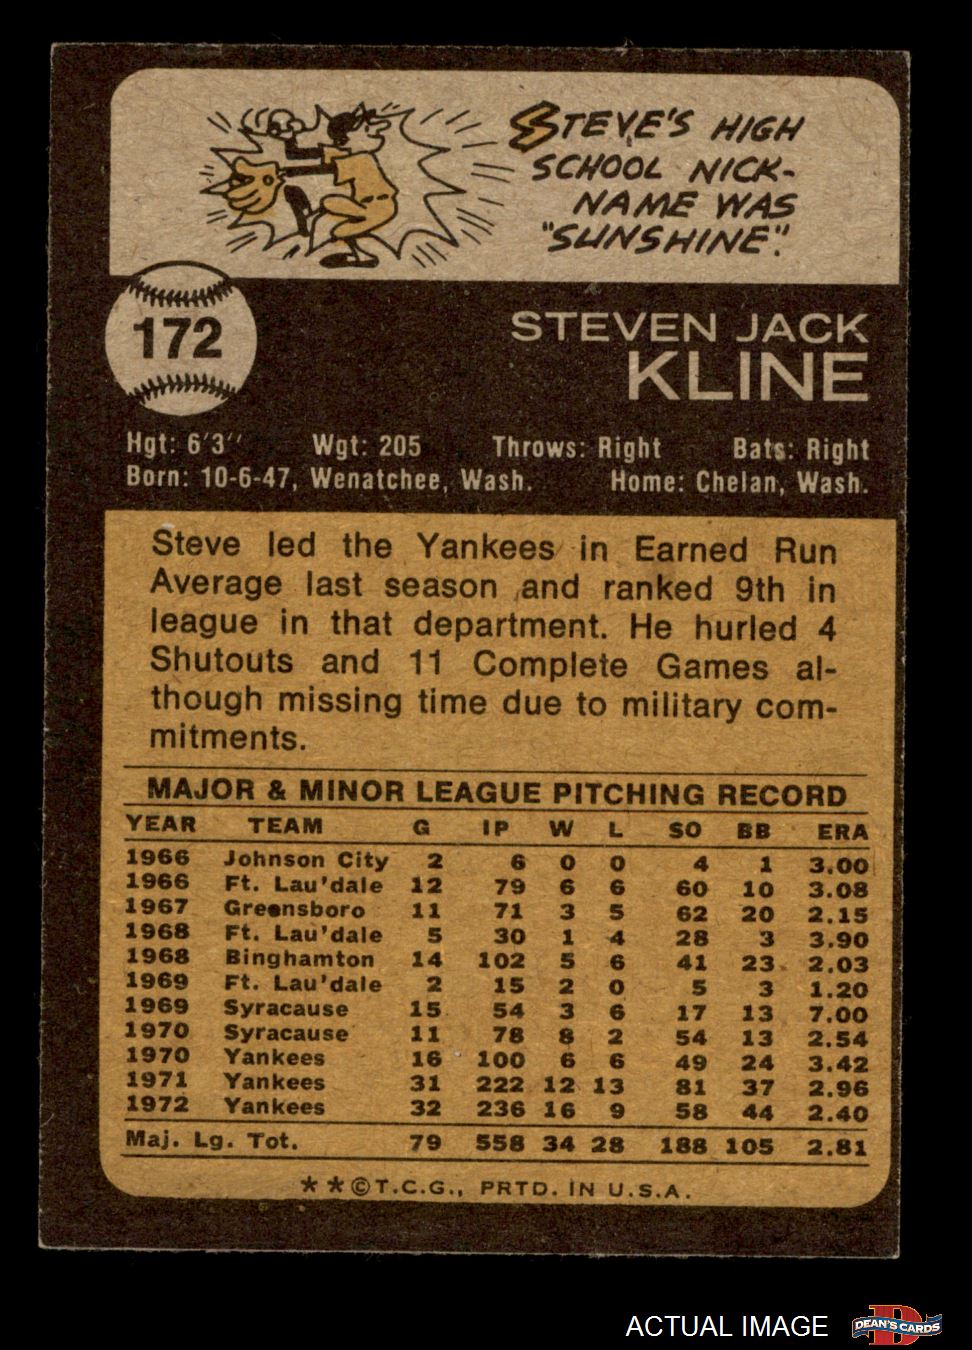 STEVE'S HIGH
SCHOOL NICK-
NAME WAS
"SUNSHINE".
172
STEVEN JACK
KLINE
Hgt: 6'3'' Wgt: 205 Throws: Right Bats: Right
Born: 10-6-47, Wenatchee, Wash. Home: Chelan, Wash.
Steve led the Yankees in Earned Run
Average last season and ranked 9th in
league in that department. He hurled 4
Shutouts and 11 Complete Games al-
though missing time due to military com-
mitments.
MAJOR & MINOR LEAGUE PITCHING RECORD
YEAR TEAM G IP W L SO BB ERA
1966 Johnson City 2 6 0 0 4 1 3.00
1966 Ft. Lau'dale 12 79 6 6 60 10 3.08
1967 Greensboro 11 71 3 5 62 20 2.15
1968 Ft. Lau'dale 5 30 1 4 28 3 3.90
1968 Binghamton 14 102 5 6 41 23 2.03
1969 Ft. Lau'dale 2 15 2 0 5 3 1.20
1969 Syracause 15 54 3 6 17 13 7.00
1970 Syracause 11 78 8 2 54 13 2.54
1970 Yankees 16 100 6 6 49 24 3.42
1971 Yankees 31 222 12 13 81 37 2.96
1972 Yankees 32 236 16 9 58 44 2.40
Maj. Lg. Tot. 79 558 34 28 188 105 2.81
**©T.C.G., PRTD. IN U.S.A.
ACTUAL IMAGE
D
DEAN'S CARDS